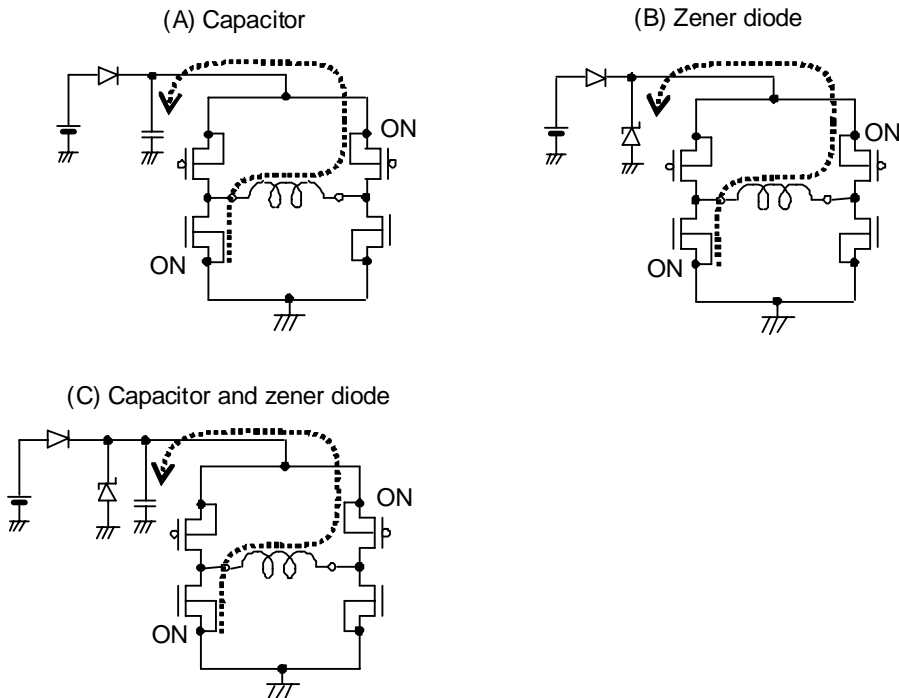 (A) Capacitor
(B) Zener diode
ON
ON
ON
ON
(C) Capacitor and zener diode
ON
ON